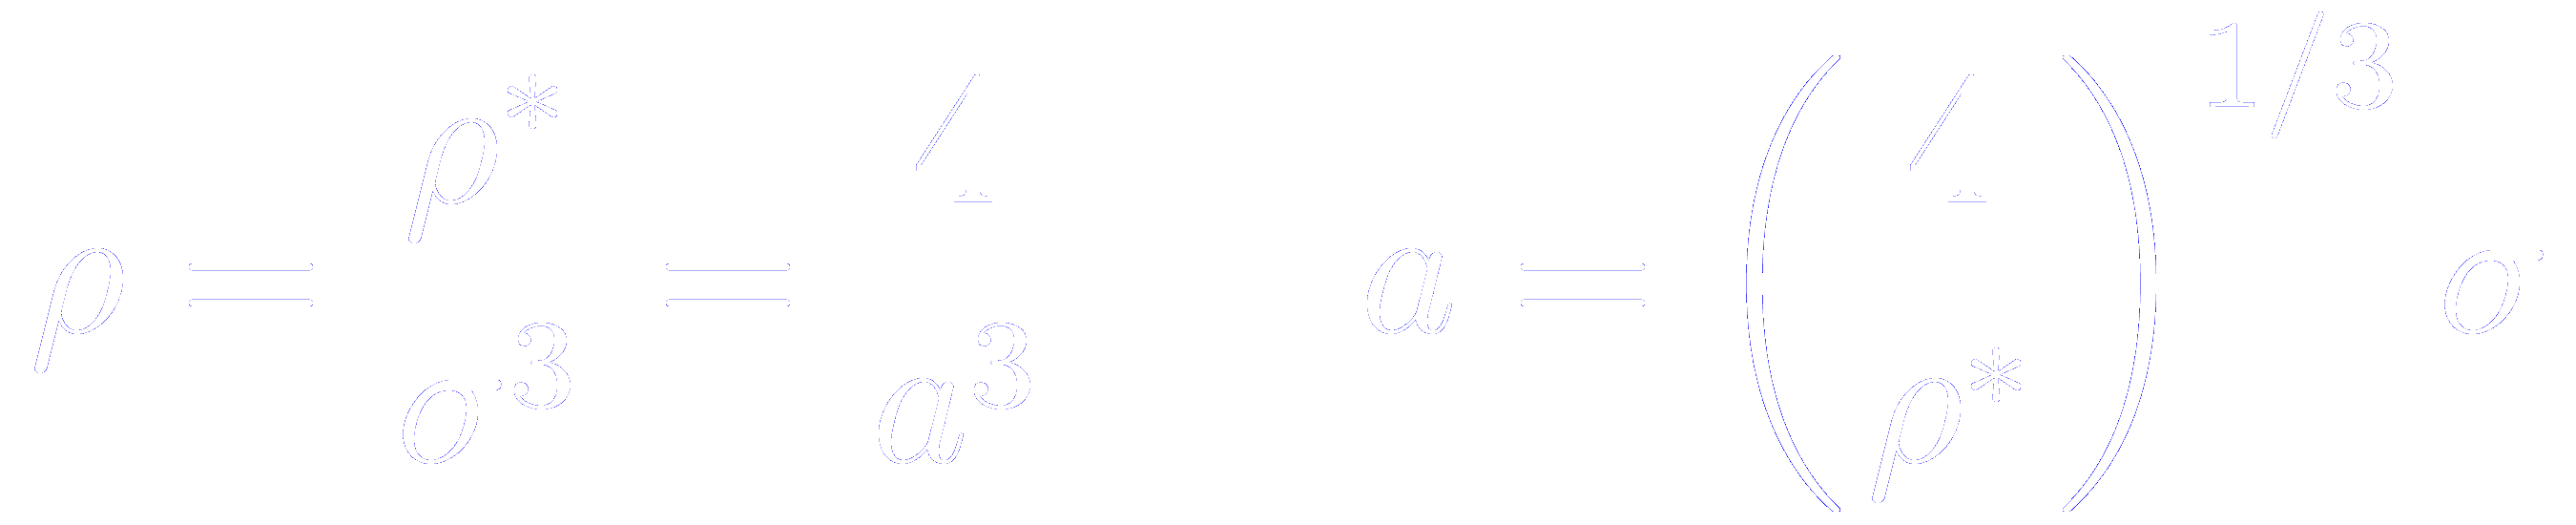 ρ = ρ* / σ³ = 4 / a³    a = (4 / ρ*)^{1/3} σ